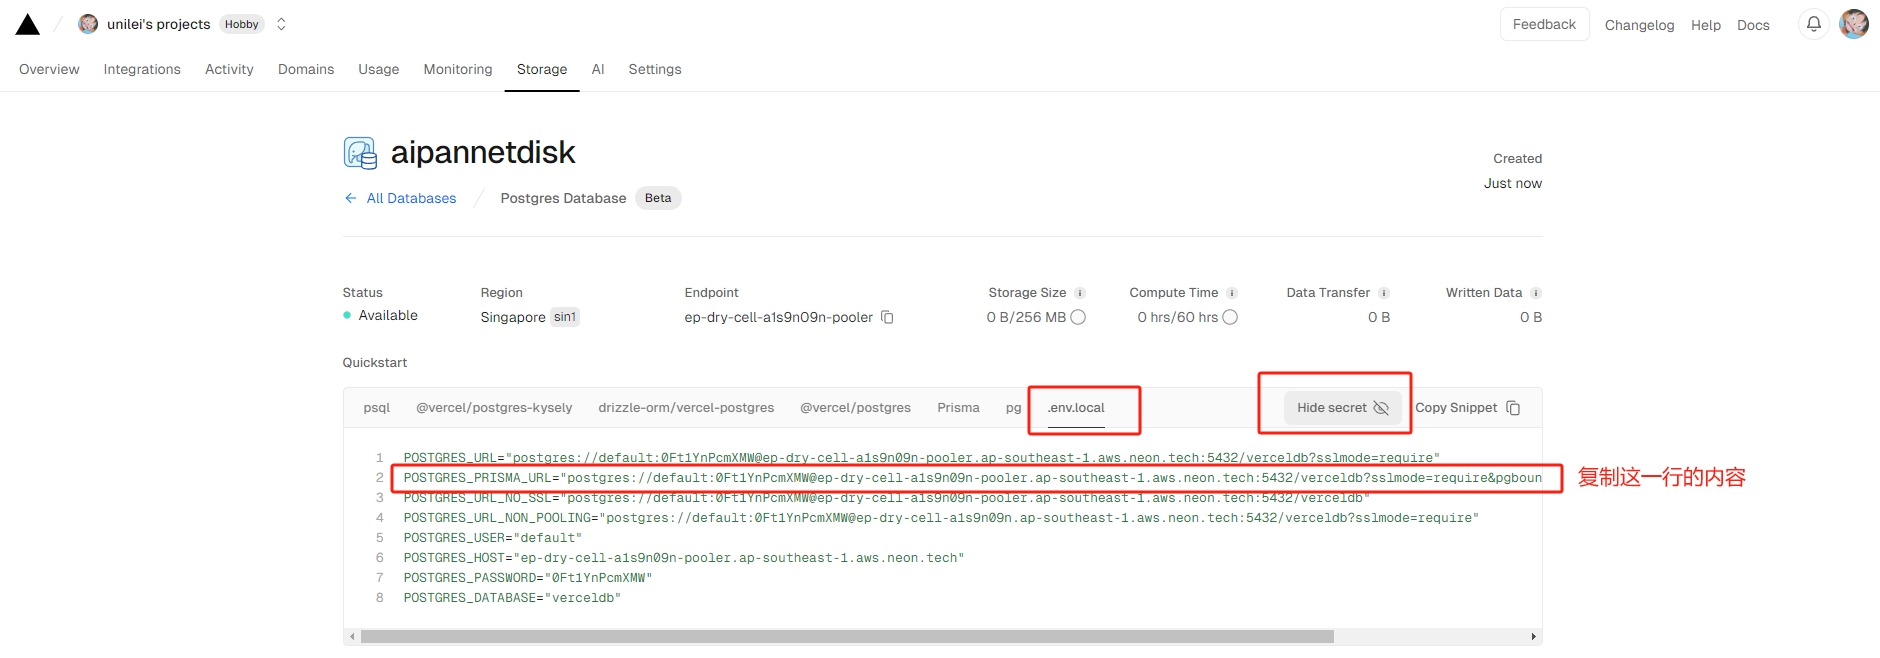 unilei's projects Hobby
Feedback Changelog Help Docs
Overview Integrations Activity Domains Usage Monitoring Storage AI Settings
aipannetdisk
Created
Just now
All Databases Postgres Database Beta
Status Region Endpoint Storage Size Compute Time Data Transfer Written Data
Available Singapore sin1 ep-dry-cell-a1s9n09n-pooler 0 B/256 MB 0 hrs/60 hrs 0 B 0 B
Quickstart
psql @vercel/postgres-kysely drizzle-orm/vercel-postgres @vercel/postgres Prisma pg .env.local Hide secret Copy Snippet
1 POSTGRES_URL="postgres://default:0Ft1YnPcmXMW@ep-dry-cell-a1s9n09n-pooler.ap-southeast-1.aws.neon.tech:5432/verceldb?sslmode=require"
2 POSTGRES_PRISMA_URL="postgres://default:0Ft1YnPcmXMW@ep-dry-cell-a1s9n09n-pooler.ap-southeast-1.aws.neon.tech:5432/verceldb?sslmode=require&pgboun 复制这一行的内容
3 POSTGRES_URL_NO_SSL="postgres://default:0Ft1YnPcmXMW@ep-dry-cell-a1s9n09n-pooler.ap-southeast-1.aws.neon.tech:5432/verceldb"
4 POSTGRES_URL_NON_POOLING="postgres://default:0Ft1YnPcmXMW@ep-dry-cell-a1s9n09n.ap-southeast-1.aws.neon.tech:5432/verceldb?sslmode=require"
5 POSTGRES_USER="default"
6 POSTGRES_HOST="ep-dry-cell-a1s9n09n-pooler.ap-southeast-1.aws.neon.tech"
7 POSTGRES_PASSWORD="0Ft1YnPcmXMW"
8 POSTGRES_DATABASE="verceldb"